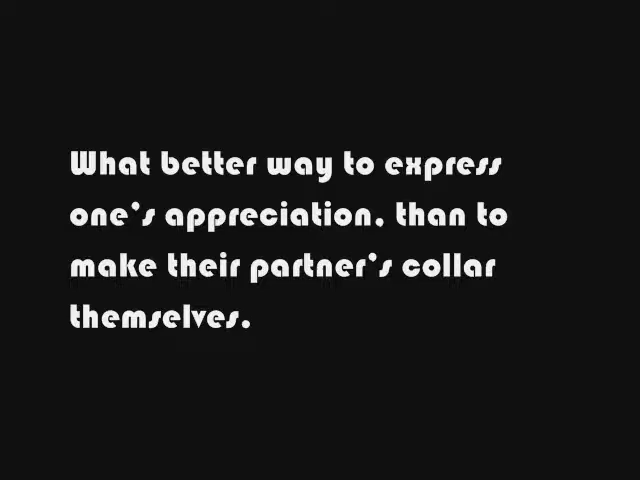 What better way to express
one's appreciation, than to
make their partner's collar
themselves.